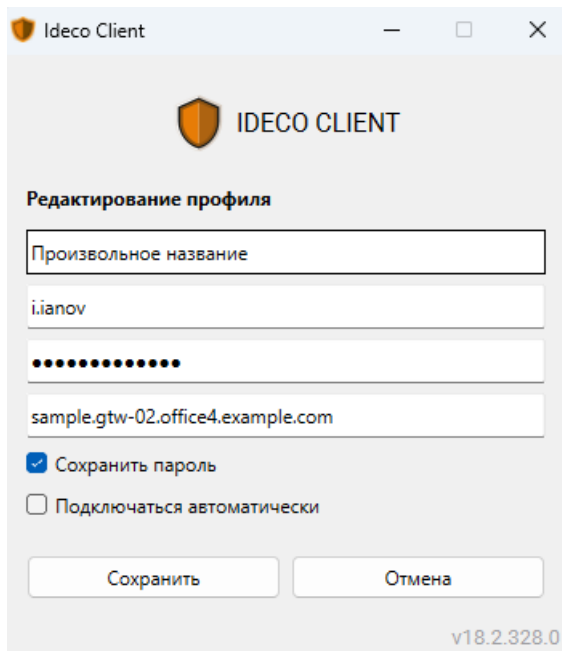 Ideco Client
IDECO CLIENT
Редактирование профиля
Произвольное название
i.ianov
•••••••••••••
sample.gtw-02.office4.example.com
Сохранить пароль
Подключаться автоматически
Сохранить
Отмена
v18.2.328.0